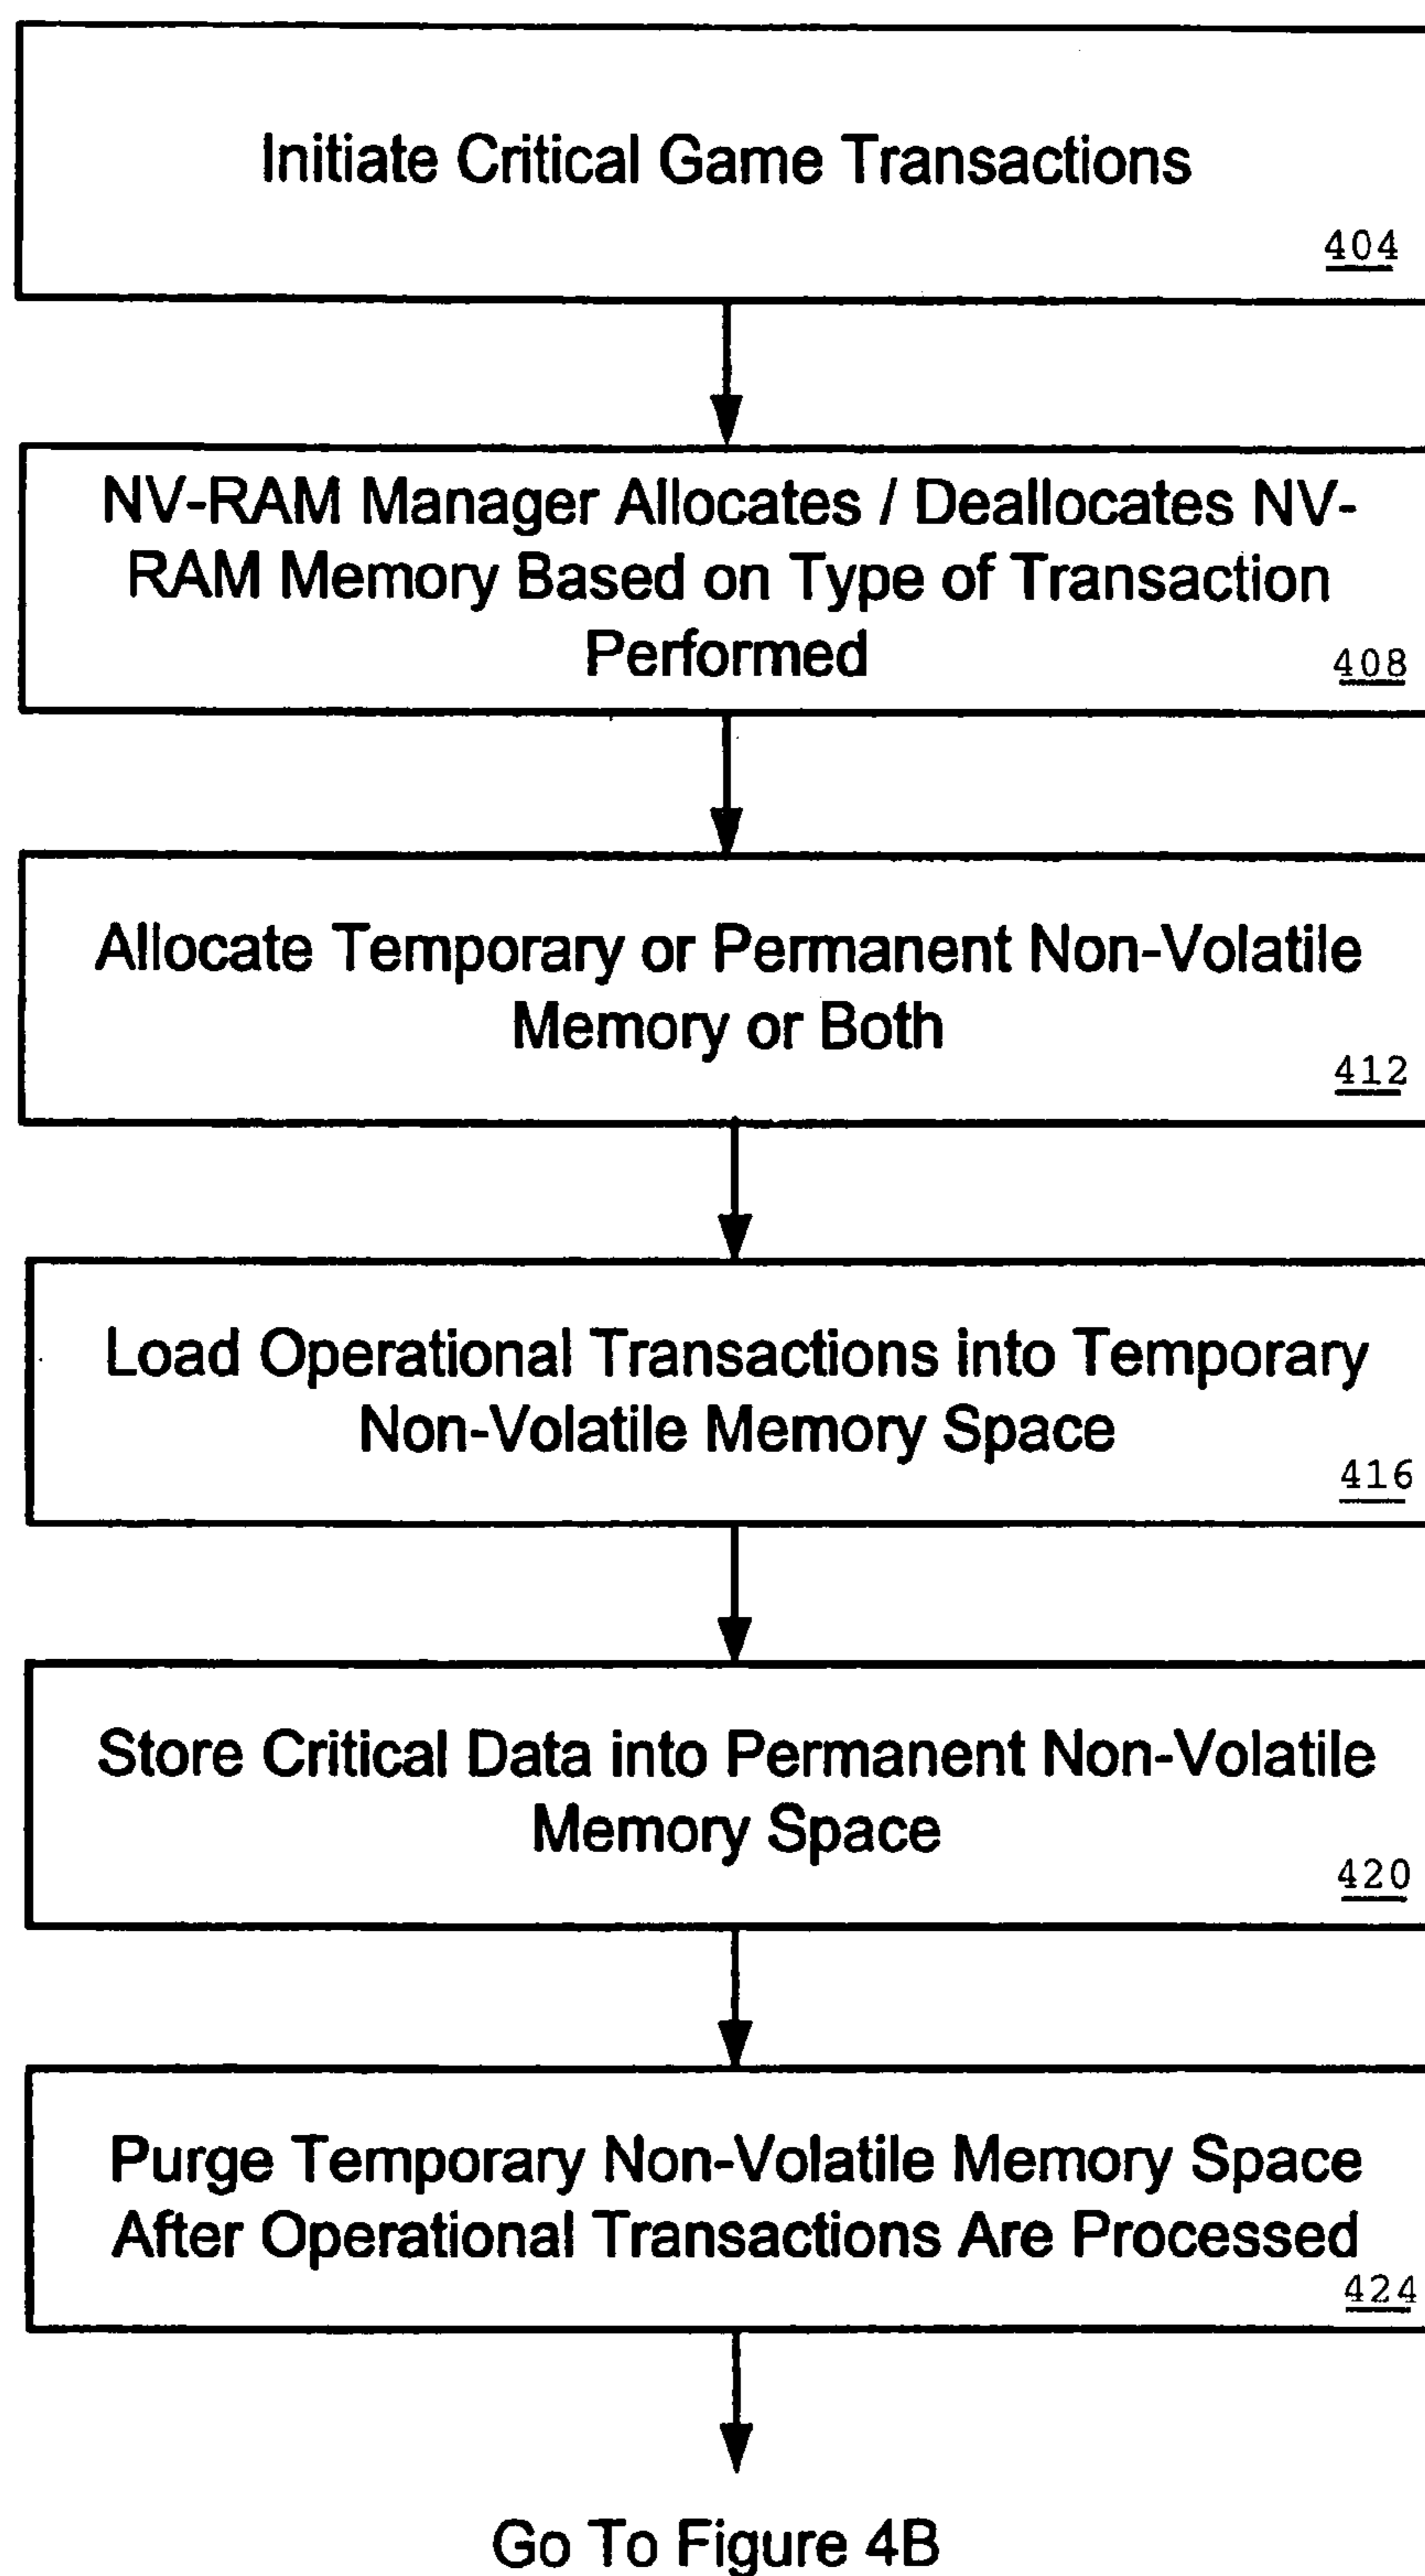 Initiate Critical Game Transactions
404
NV-RAM Manager Allocates / Deallocates NV-
RAM Memory Based on Type of Transaction
Performed
408
Allocate Temporary or Permanent Non-Volatile
Memory or Both
412
Load Operational Transactions into Temporary
Non-Volatile Memory Space
416
Store Critical Data into Permanent Non-Volatile
Memory Space
420
Purge Temporary Non-Volatile Memory Space
After Operational Transactions Are Processed
424
Go To Figure 4B